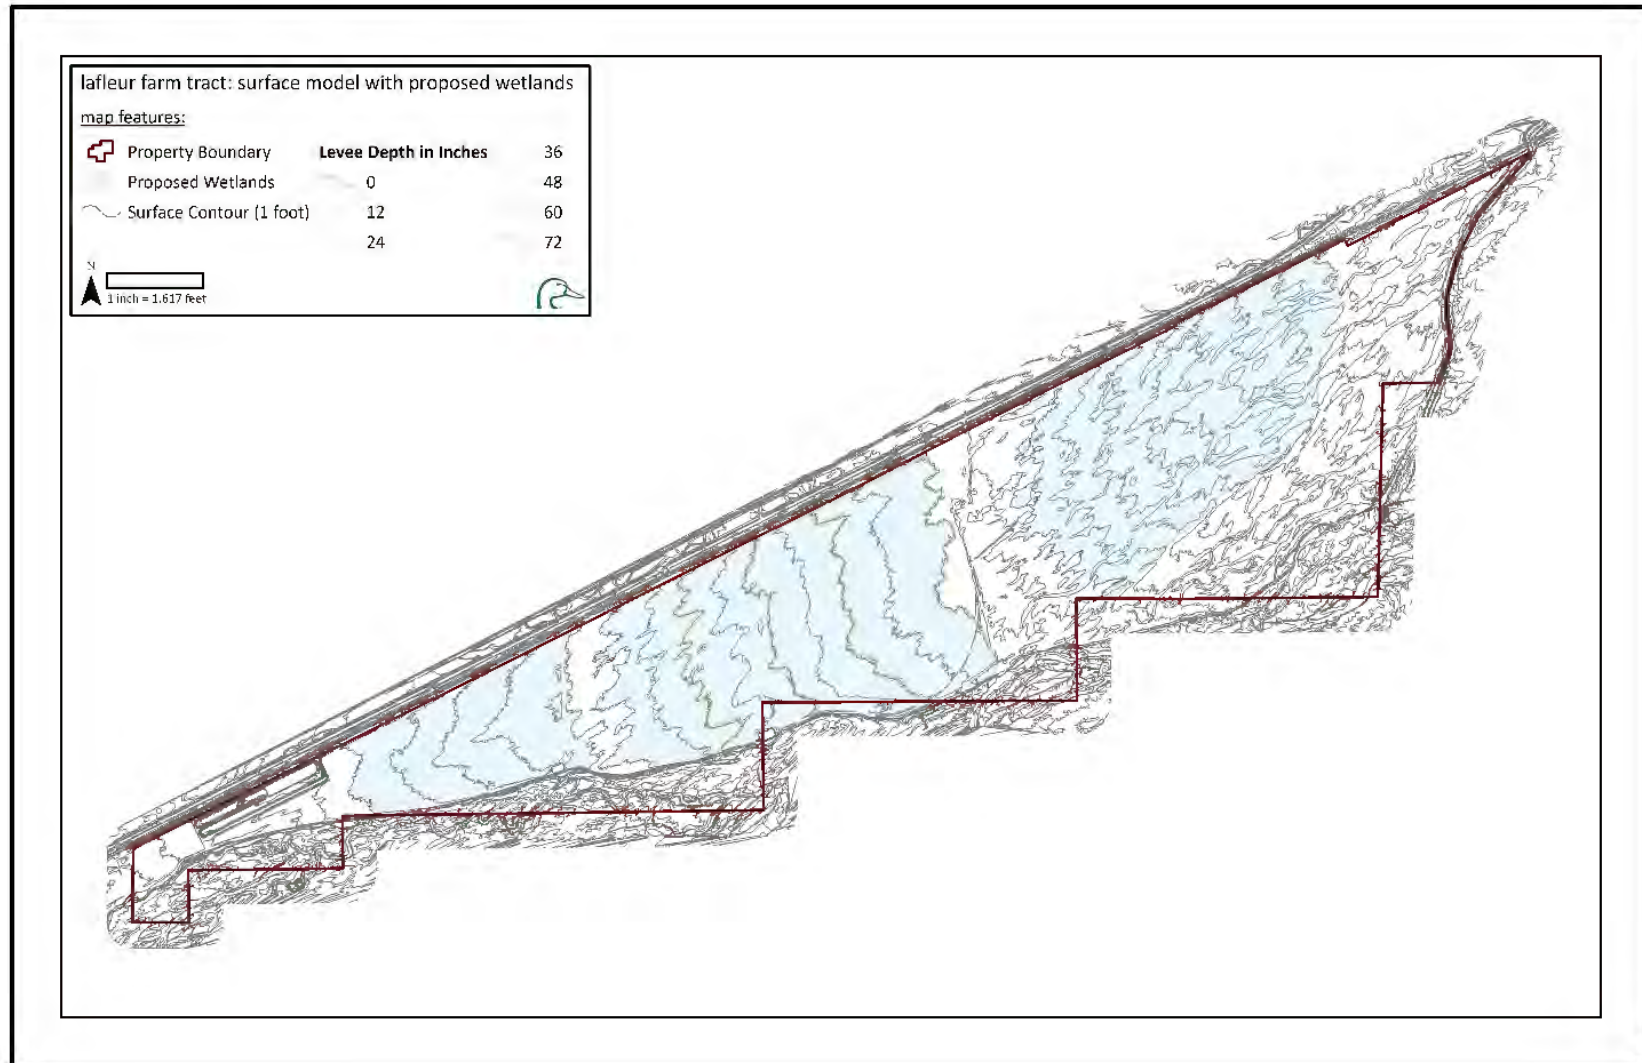 lafleur farm tract: surface model with proposed wetlands
map features:
Property Boundary Levee Depth in Inches 36
Proposed Wetlands 0 48
Surface Contour (1 foot) 12 60
24 72
N
1 inch = 1.617 feet